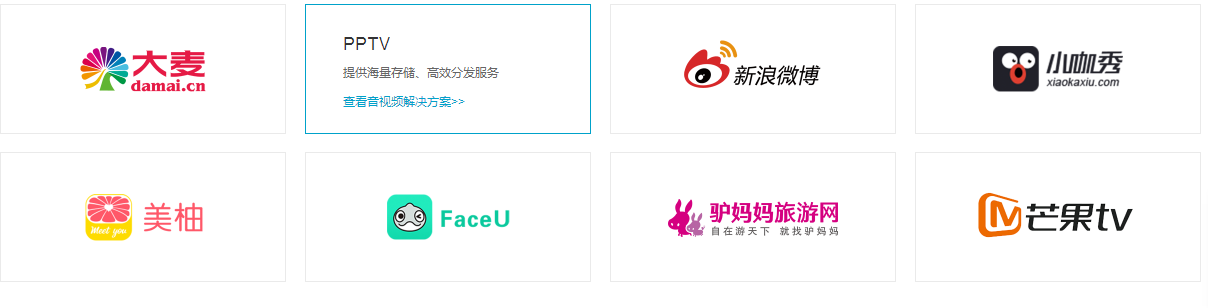 大麦
damai.cn
PPTV
提供海量存储、高效分发服务
查看音视频解决方案>>
新浪微博
小咖秀
xiaokaxiu.com
Meet you
美柚
FaceU
驴妈妈旅游网
自在游天下 就找驴妈妈
芒果tv